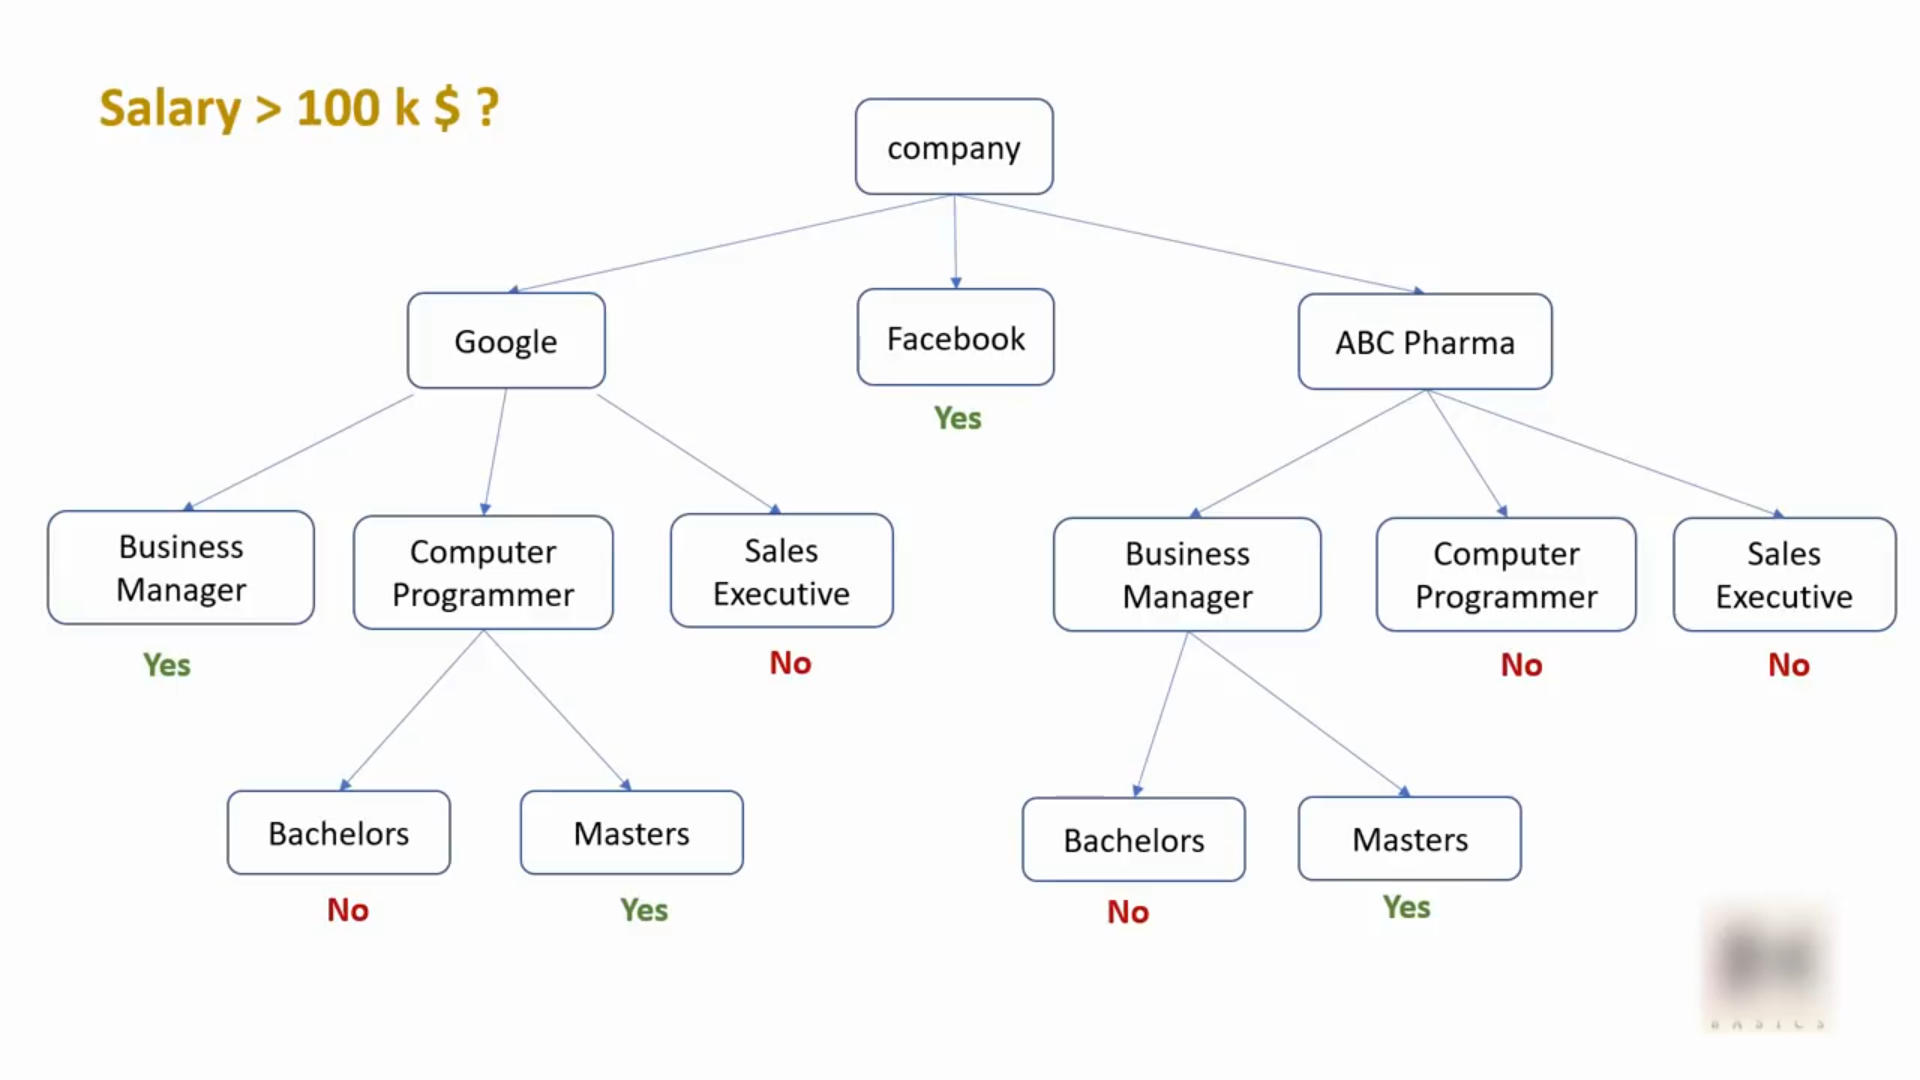 Salary > 100 k $ ?
company
Google
Facebook
ABC Pharma
Yes
Business
Manager
Computer
Programmer
Sales
Executive
Business
Manager
Computer
Programmer
Sales
Executive
Yes
No
No
No
Bachelors
Masters
Bachelors
Masters
No
Yes
No
Yes